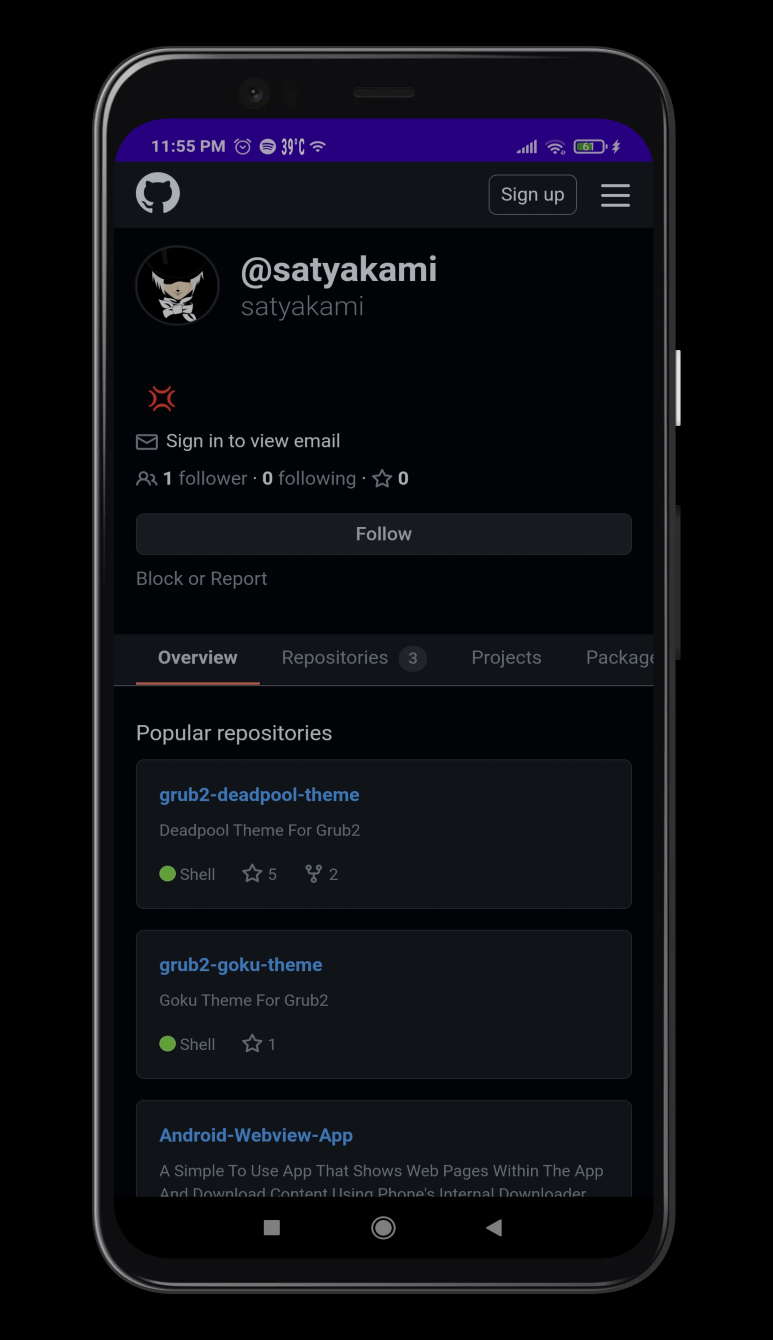 11:55 PM 39°C 61
Sign up
@satyakami
satyakami
Sign in to view email
1 follower · 0 following · 0
Follow
Block or Report
Overview Repositories 3 Projects Package
Popular repositories
grub2-deadpool-theme
Deadpool Theme For Grub2
Shell 5 2
grub2-goku-theme
Goku Theme For Grub2
Shell 1
Android-Webview-App
A Simple To Use App That Shows Web Pages Within The App
And Download Content Using Phone's Internal Downloader